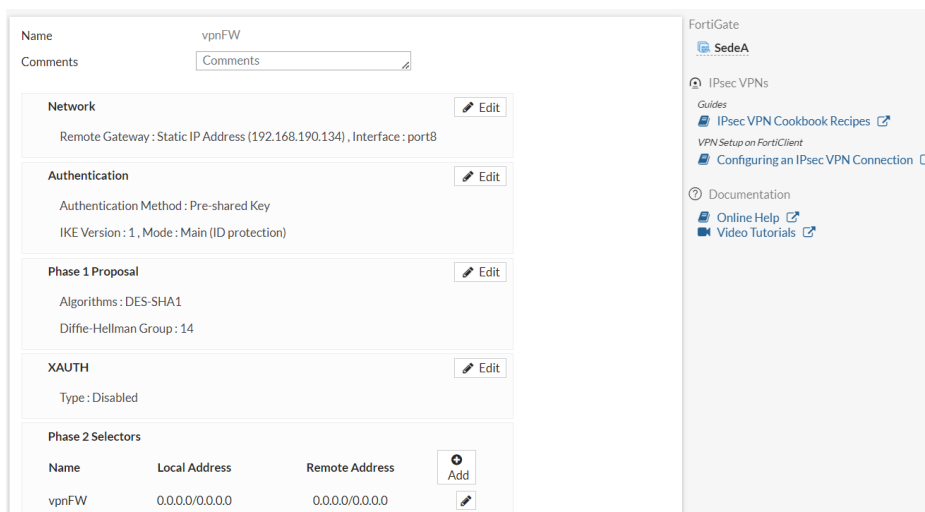 Name vpnFW
Comments Comments
Network Edit
Remote Gateway : Static IP Address (192.168.190.134) , Interface : port8
Authentication Edit
Authentication Method : Pre-shared Key
IKE Version : 1 , Mode : Main (ID protection)
Phase 1 Proposal Edit
Algorithms : DES-SHA1
Diffie-Hellman Group : 14
XAUTH Edit
Type : Disabled
Phase 2 Selectors
Name Local Address Remote Address Add
vpnFW 0.0.0.0/0.0.0.0 0.0.0.0/0.0.0.0
FortiGate
SedeA
IPsec VPNs
Guides
IPsec VPN Cookbook Recipes
VPN Setup on FortiClient
Configuring an IPsec VPN Connection
Documentation
Online Help
Video Tutorials